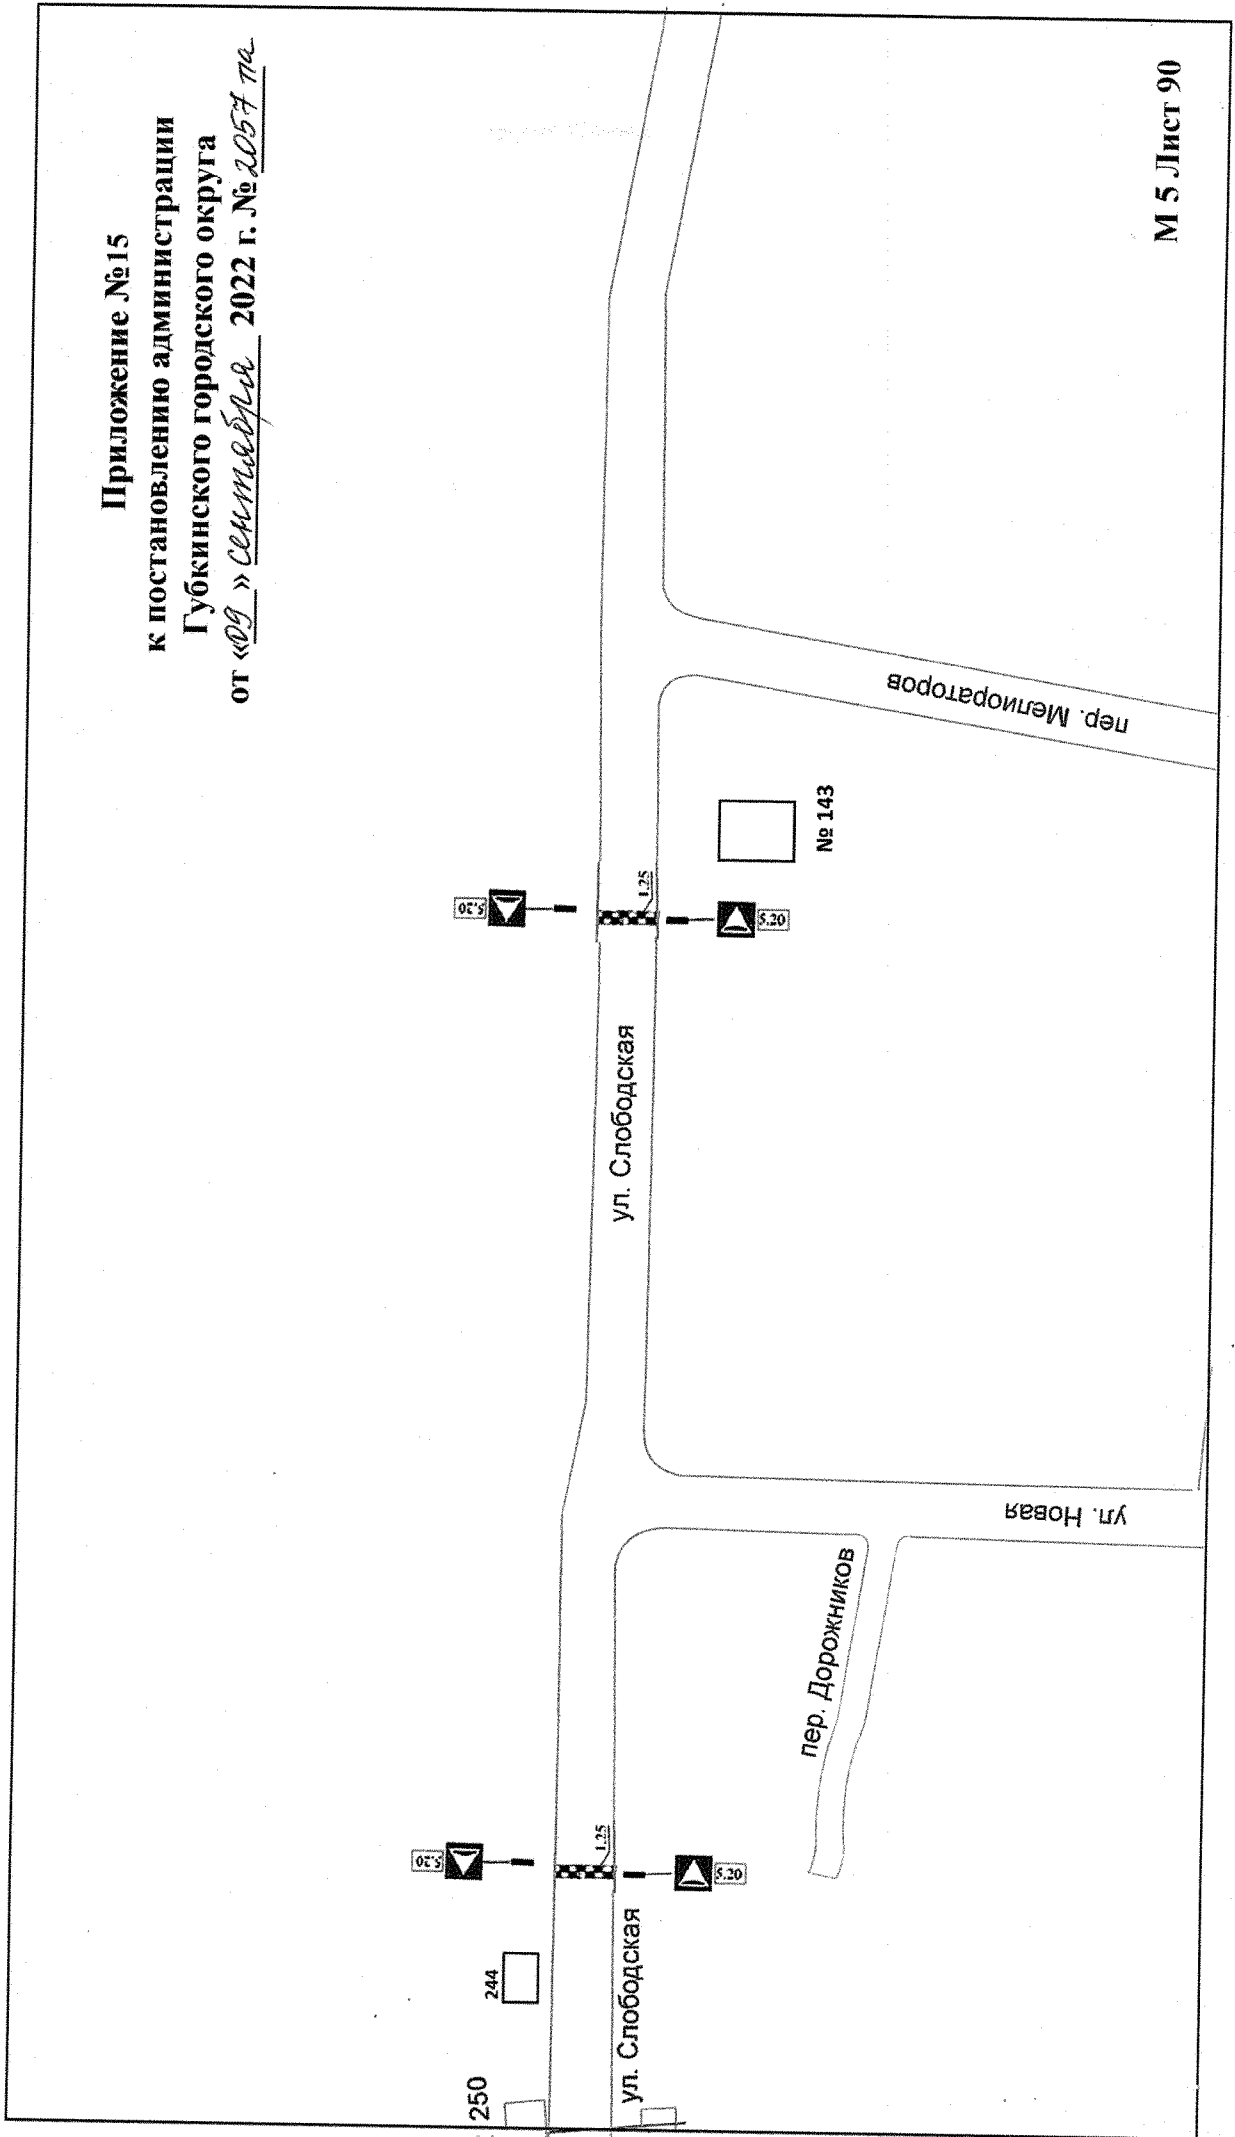 Приложение №15
к постановлению администрации
Губкинского городского округа
от «09 » сентября 2022 г. № 2057 па
5.20
5.20
1.25
250
244
ул. Слободская
5.20
5.20
1.25
ул. Слободская
№ 143
пер. Дорожников
ул. Новая
пер. Мелиораторов
М 5 Лист 90